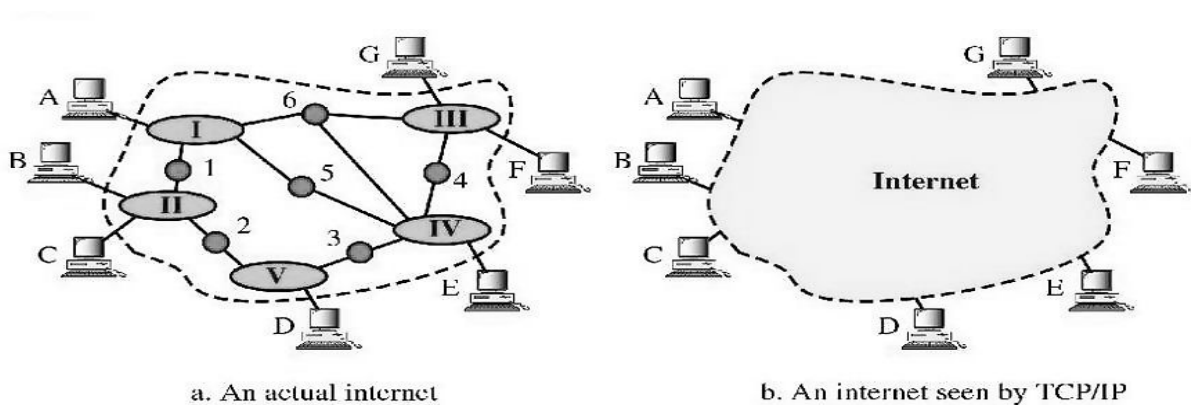 G
G
A
6
III
A
I
B
1
5
4
F
B
F
II
Internet
2
3
IV
C
V
C
E
E
D
D
a. An actual internet
b. An internet seen by TCP/IP